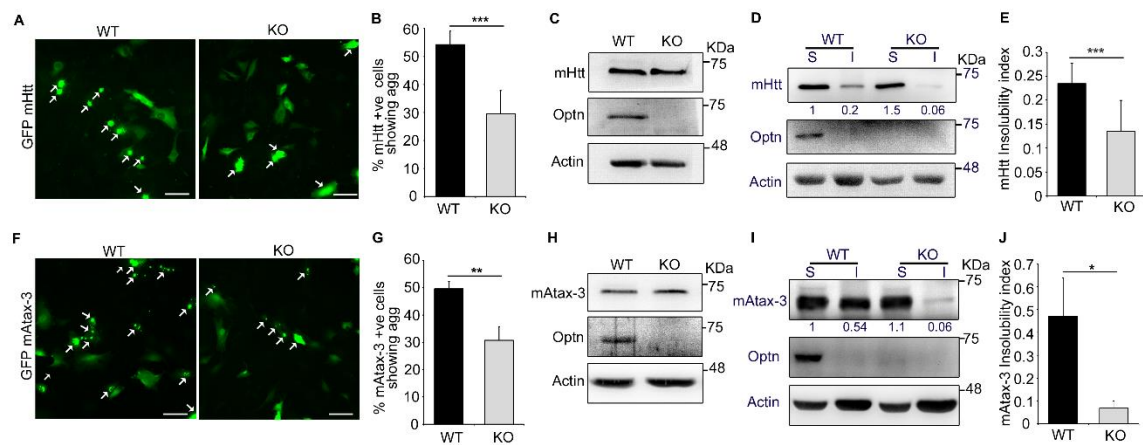 A
WT
KO
GFP mHtt
B
% mHtt +ve cells
showing agg
60
50
40
30
20
10
0
***
WT KO
C
WT KO
KDa
mHtt
75
Optn
75
48
Actin
D
WT KO
S I S I
KDa
mHtt
75
1 0.2 1.5 0.06
Optn
75
48
Actin
E
mHtt Insolubility index
0.3
0.25
0.2
0.15
0.1
0.05
0
***
WT KO
F
WT
KO
GFP mAtax-3
G
% mAtax-3 +ve cells
showing agg
60
50
40
30
20
10
0
**
WT KO
H
WT KO
KDa
mAtax-3
75
Optn
75
48
Actin
I
WT KO
S I S I
KDa
mAtax-3
75
1 0.54 1.1 0.06
Optn
75
48
Actin
J
mAtax-3 Insolubility index
0.7
0.6
0.5
0.4
0.3
0.2
0.1
0
*
WT KO